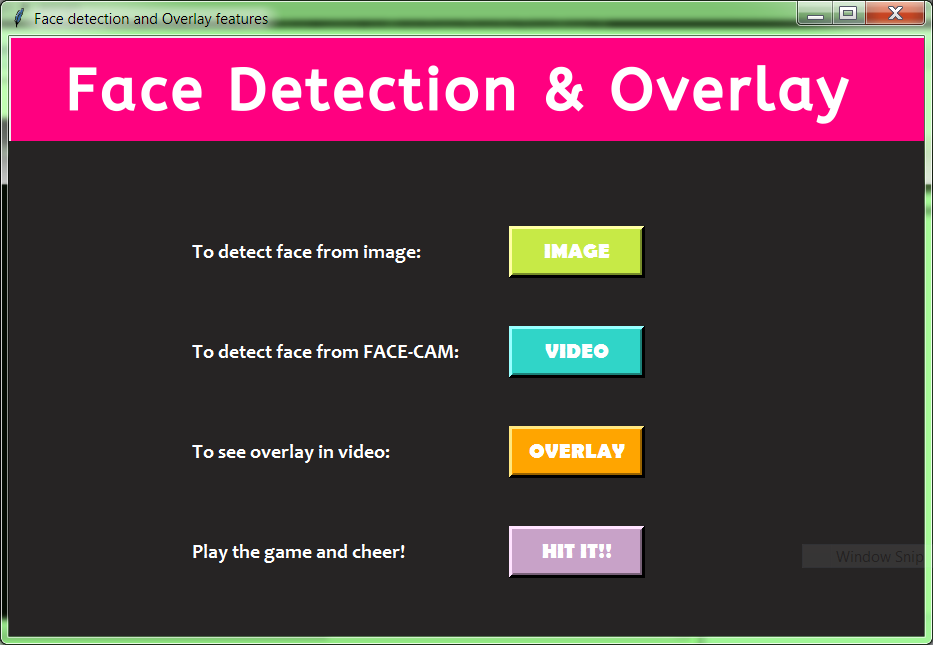 Face detection and Overlay features
Face Detection & Overlay
To detect face from image:
IMAGE
To detect face from FACE-CAM:
VIDEO
To see overlay in video:
OVERLAY
Play the game and cheer!
HIT IT!!
Window Snip